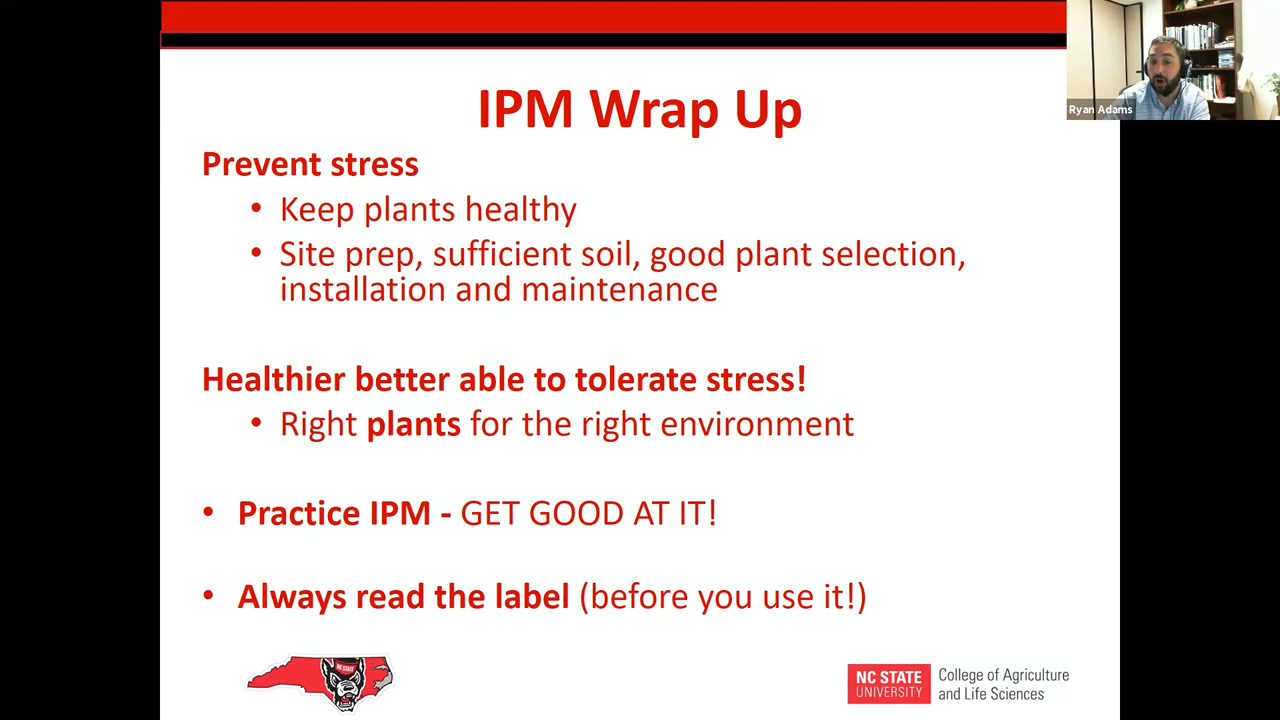 IPM Wrap Up
Ryan Adams
Prevent stress
• Keep plants healthy
• Site prep, sufficient soil, good plant selection,
installation and maintenance
Healthier better able to tolerate stress!
• Right plants for the right environment
• Practice IPM - GET GOOD AT IT!
• Always read the label (before you use it!)
NC STATE
NC STATE
UNIVERSITY
College of Agriculture
and Life Sciences